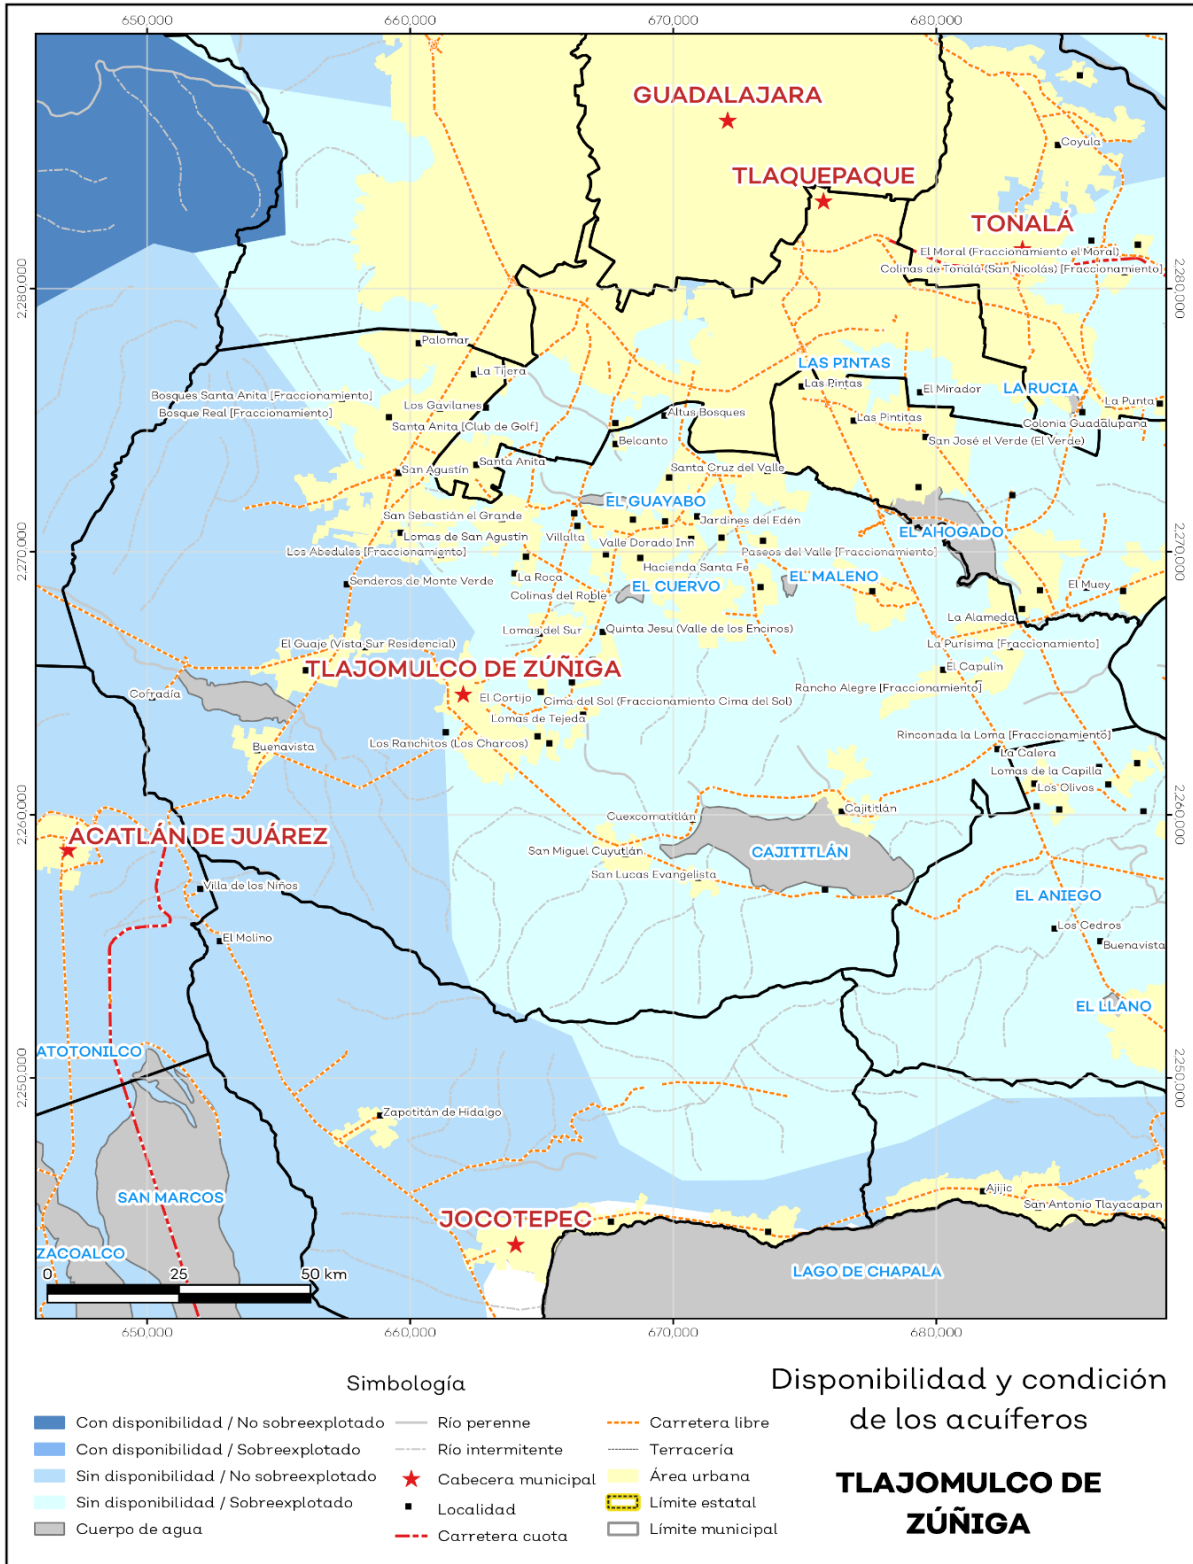 650,000
660,000
670,000
680,000
GUADALAJARA
TLAQUEPAQUE
Coyula
TONALÁ
El Moral (Fraccionamiento el Moral)
Colinas de Tonalá (San Nicolás) [Fraccionamiento]
2,280,000
2,280,000
Palomar
LAS PINTAS
La Tijera
Las Pintas
El Mirador
LA RUCIA
Bosques Santa Anita [Fraccionamiento]
La Punta
Bosque Real [Fraccionamiento]
Los Gavilanes
Altus Bosques
Las Pintitas
Colonia Guadalupana
Santa Anita [Club de Golf]
Belcanto
San José el Verde (El Verde)
San Agustín
Santa Anita
Santa Cruz del Valle
EL GUAYABO
San Sebastián el Grande
Jardines del Edén
EL AHOGADO
Lomas de San Agustín
Villalta
Valle Dorado Inn
Los Abedules [Fraccionamiento]
Paseos del Valle [Fraccionamiento]
2,270,000
2,270,000
Hacienda Santa Fe
Senderos de Monte Verde
La Roca
EL CUERVO
EL MALENO
El Muey
Colinas del Roble
La Alameda
Lomas del Sur
Quinta Jesu (Valle de los Encinos)
El Guaje (Vista Sur Residencial)
La Purísima [Fraccionamiento]
TLAJOMULCO DE ZÚÑIGA
El Capulín
Cofradía
El Cortijo
Cima del Sol (Fraccionamiento Cima del Sol)
Rancho Alegre [Fraccionamiento]
Lomas de Tejeda
Buenavista
Los Ranchitos (Los Charcos)
Rinconada la Loma [Fraccionamiento]
La Calera
Lomas de la Capilla
Los Olivos
2,260,000
2,260,000
Cuexcomatitlán
Cajititlán
ACATLÁN DE JUÁREZ
San Miguel Cuyutlán
CAJITITLÁN
San Lucas Evangelista
Villa de los Niños
EL ANIEGO
El Molino
Los Cedros
Buenavista
EL LLANO
ATOTONILCO
2,250,000
2,250,000
Zapotitán de Hidalgo
SAN MARCOS
Ajijic
San Antonio Tlayacapan
JOCOTEPEC
ZACOALCO
LAGO DE CHAPALA
0 25 50 km
650,000
660,000
670,000
680,000
Simbología
Con disponibilidad / No sobreexplotado
Con disponibilidad / Sobreexplotado
Sin disponibilidad / No sobreexplotado
Sin disponibilidad / Sobreexplotado
Cuerpo de agua
Río perenne
Río intermitente
Cabecera municipal
Localidad
Carretera cuota
Carretera libre
Terracería
Área urbana
Límite estatal
Límite municipal
Disponibilidad y condición
de los acuíferos
TLAJOMULCO DE
ZÚÑIGA